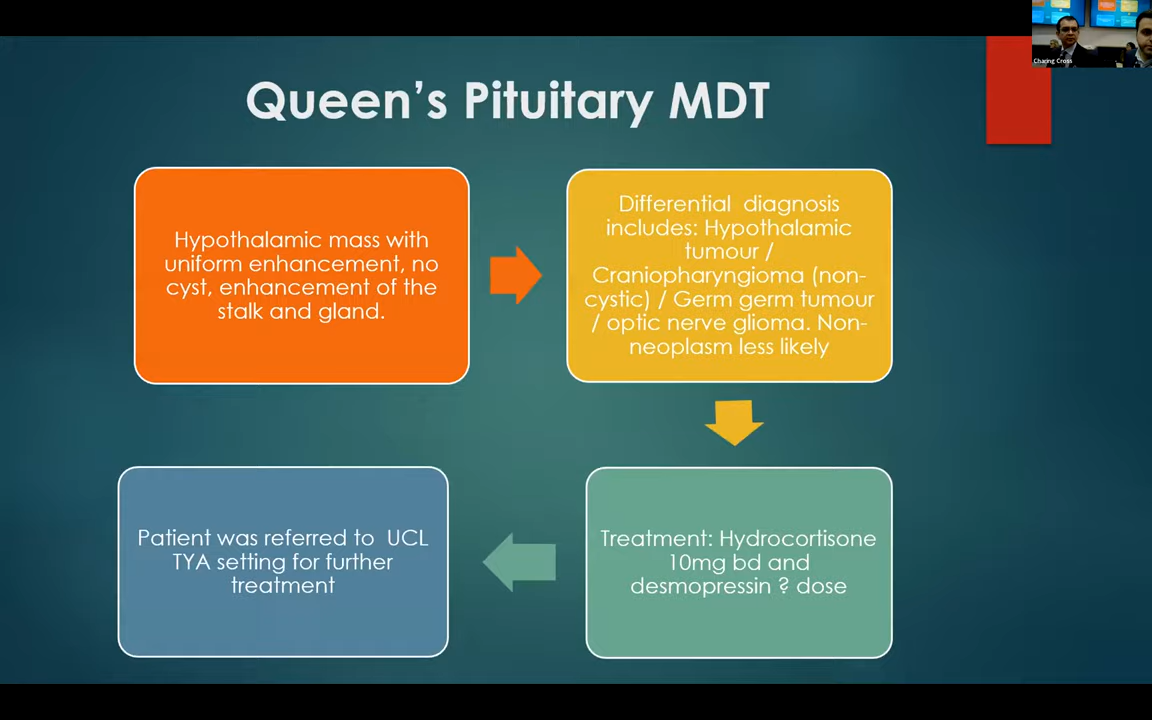 Queen's Pituitary MDT
Hypothalamic mass with
uniform enhancement, no
cyst, enhancement of the
stalk and gland.
Differential diagnosis
includes: Hypothalamic
tumour /
Craniopharyngioma (non-
cystic) / Germ germ tumour
/ optic nerve glioma. Non-
neoplasm less likely
Treatment: Hydrocortisone
10mg bd and
desmopressin ? dose
Patient was referred to UCL
TYA setting for further
treatment
Charing Cross